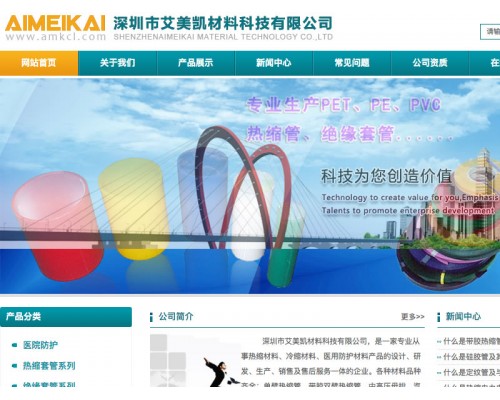 AIMEIKAI
www.amkcl.com
深圳市艾美凯材料科技有限公司
SHENZHENAIMEIKAI MATERIAL TECHNOLOGY CO.,LTD
请输
网站首页 关于我们 产品展示 新闻中心 常见问题 公司资质 在
专业生产PET、PE、PVC
热缩管、绝缘套管......
科技为您创造价值
Technology to create value for you,Emphasis
Talents to promote enterprise development
产品分类
医院防护
热缩套管系列
绝缘套管系列
公司简介 更多>>
深圳市艾美凯材料科技有限公司，是一家专业从
事热缩材料、冷缩材料、医用防护材料产品的设计、研
发、生产、销售及售后服务一体的企业。各种材料品种
齐全：单壁热缩管、带胶双壁热缩管、中高压母排、汽
新闻中心
什么是带胶热缩管
什么是硅胶管及其
什么是定纹管及与